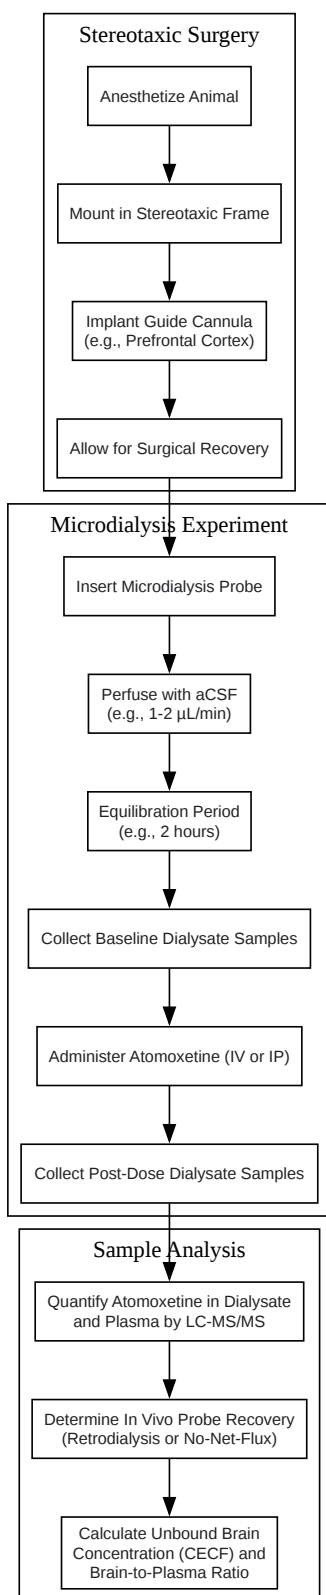 Stereotaxic Surgery
Anesthetize Animal
Mount in Stereotaxic Frame
Implant Guide Cannula
(e.g., Prefrontal Cortex)
Allow for Surgical Recovery
Microdialysis Experiment
Insert Microdialysis Probe
Perfuse with aCSF
(e.g., 1-2 µL/min)
Equilibration Period
(e.g., 2 hours)
Collect Baseline Dialysate Samples
Administer Atomoxetine (IV or IP)
Collect Post-Dose Dialysate Samples
Sample Analysis
Quantify Atomoxetine in Dialysate
and Plasma by LC-MS/MS
Determine In Vivo Probe Recovery
(Retrodialysis or No-Net-Flux)
Calculate Unbound Brain
Concentration (CECF) and
Brain-to-Plasma Ratio